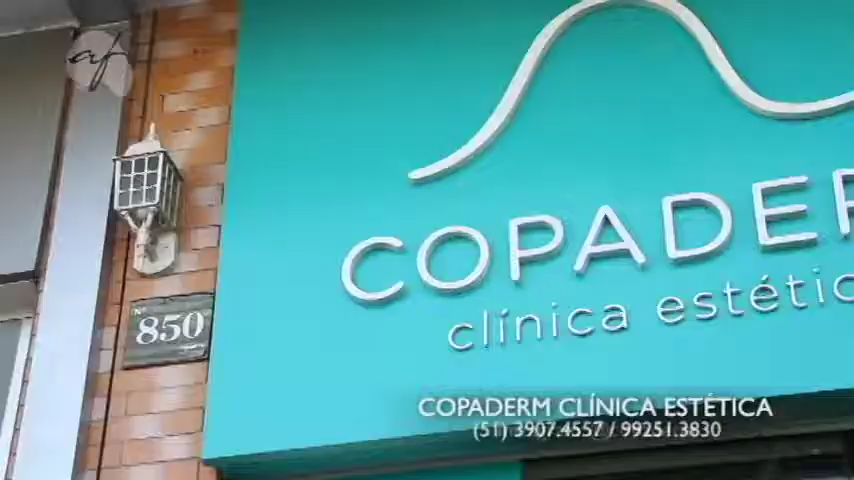 af
Nº
850
COPADER
clínica estétic
COPADERM CLÍNICA ESTÉTICA
(51) 3907.4557 / 99251.3830